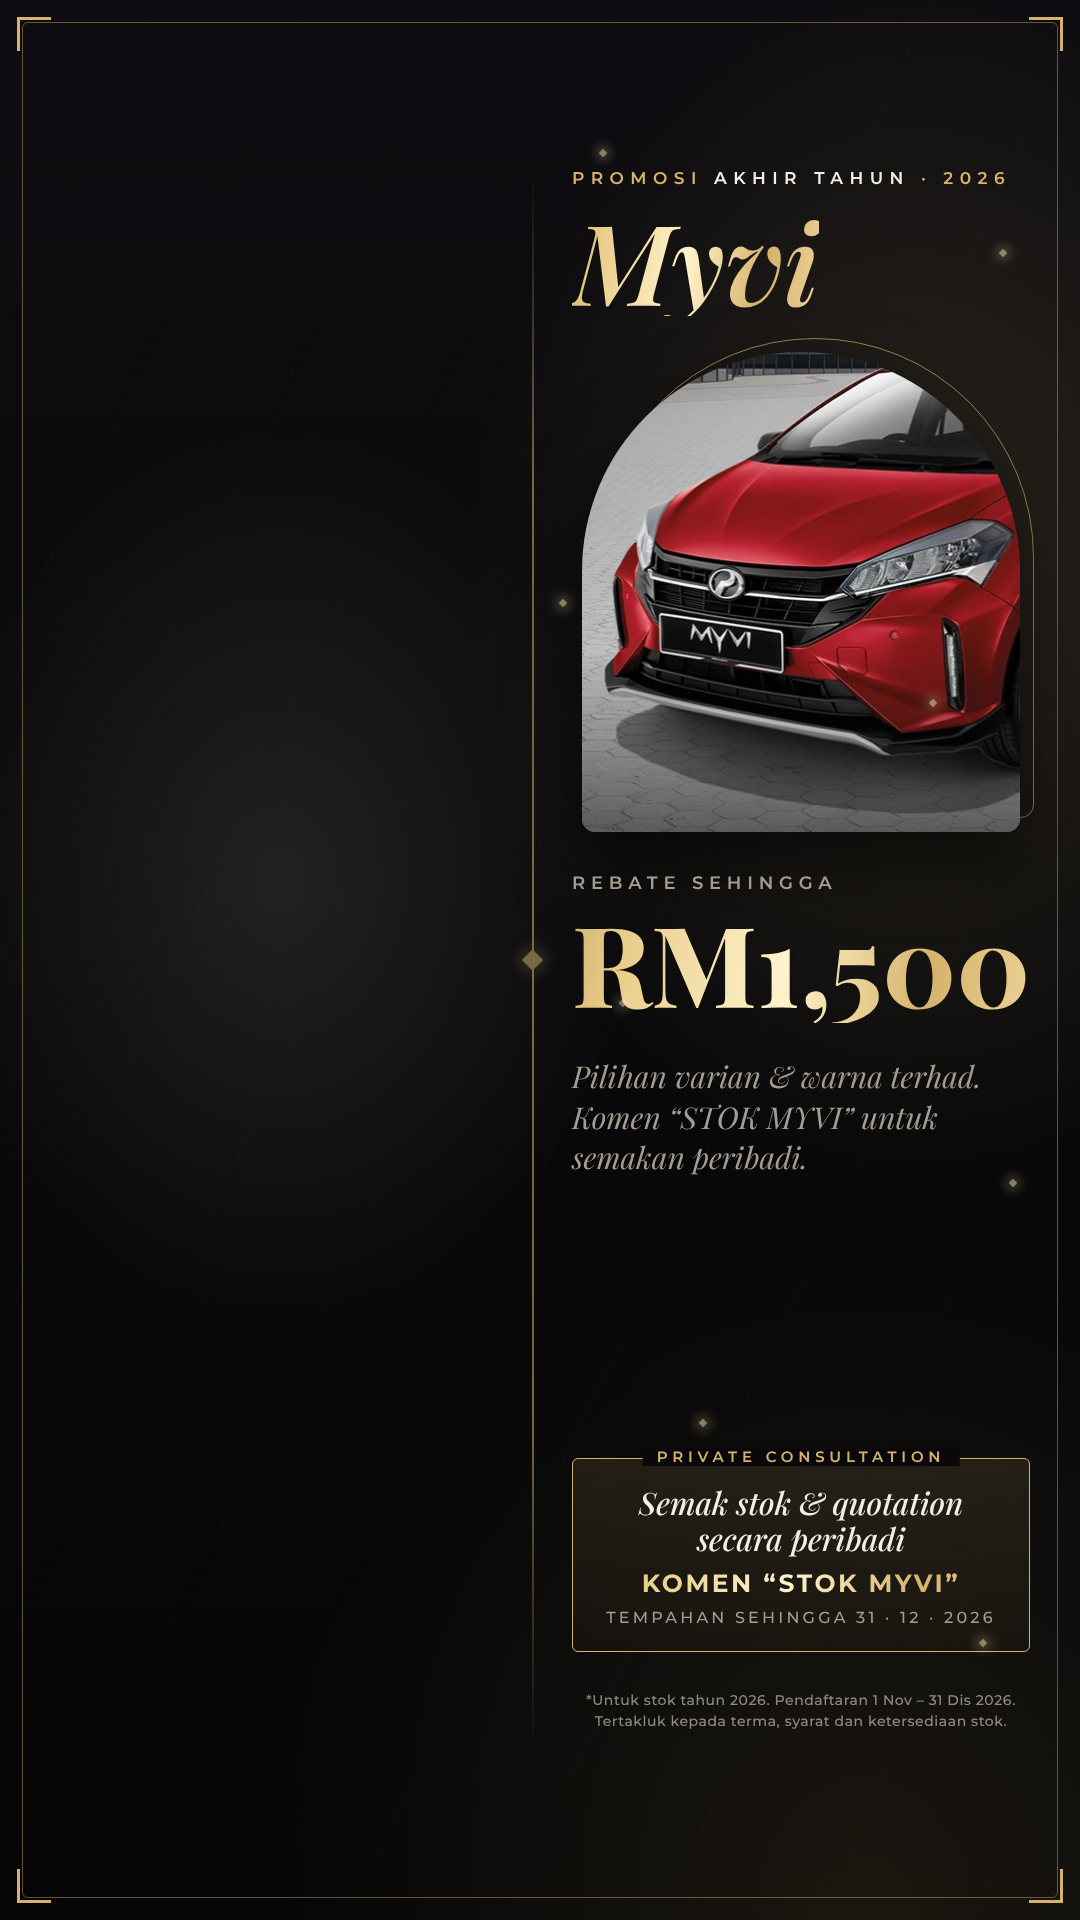 PROMOSI AKHIR TAHUN · 2026
Myvi
MYVI
REBATE SEHINGGA
RM1,500
Pilihan varian & warna terhad.
Komen “STOK MYVI” untuk
semakan peribadi.
PRIVATE CONSULTATION
Semak stok & quotation
secara peribadi
KOMEN “STOK MYVI”
TEMPAHAN SEHINGGA 31 · 12 · 2026
*Untuk stok tahun 2026. Pendaftaran 1 Nov – 31 Dis 2026.
Tertakluk kepada terma, syarat dan ketersediaan stok.